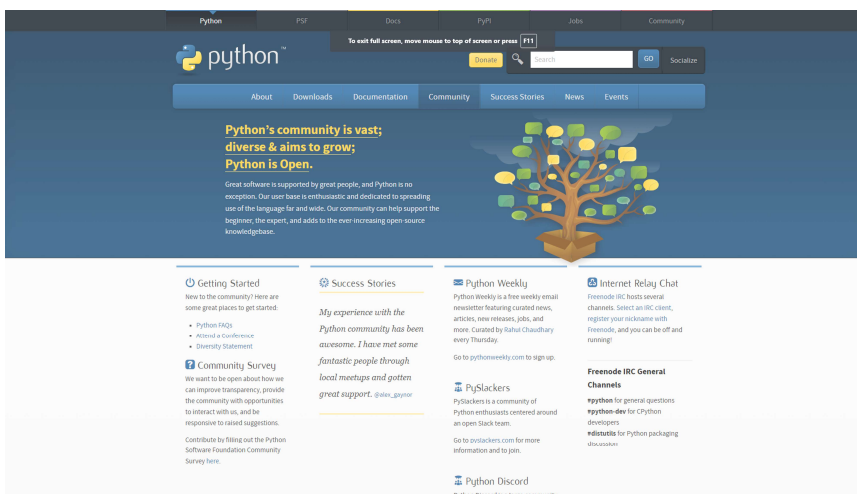 Python PSF Docs PyPI Jobs Community
To exit full screen, move mouse to top of screen or press F11
python™
Donate Search GO Socialize
About Downloads Documentation Community Success Stories News Events
Python's community is vast;
diverse & aims to grow;
Python is Open.
Great software is supported by great people, and Python is no
exception. Our user base is enthusiastic and dedicated to spreading
use of the language far and wide. Our community can help support the
beginner, the expert, and adds to the ever-increasing open-source
knowledgebase.
Getting Started
New to the community? Here are
some great places to get started:
Python FAQs
Attend a Conference
Diversity Statement
Community Survey
We want to be open about how we
can improve transparency, provide
the community with opportunities
to interact with us, and be
responsive to raised suggestions.
Contribute by filling out the Python
Software Foundation Community
Survey here.
Success Stories
My experience with the
Python community has been
awesome. I have met some
fantastic people through
local meetups and gotten
great support. @alex_gaynor
Python Weekly
Python Weekly is a free weekly email
newsletter featuring curated news,
articles, new releases, jobs, and
more. Curated by Rahul Chaudhary
every Thursday.
Go to pythonweekly.com to sign up.
PySlackers
PySlackers is a community of
Python enthusiasts centered around
an open Slack team.
Go to pyslackers.com for more
information and to join.
Python Discord
Internet Relay Chat
Freenode IRC hosts several
channels. Select an IRC client,
register your nickname with
Freenode, and you can be off and
running!
Freenode IRC General
Channels
#python for general questions
#python-dev for CPython
developers
#distutils for Python packaging
discussion